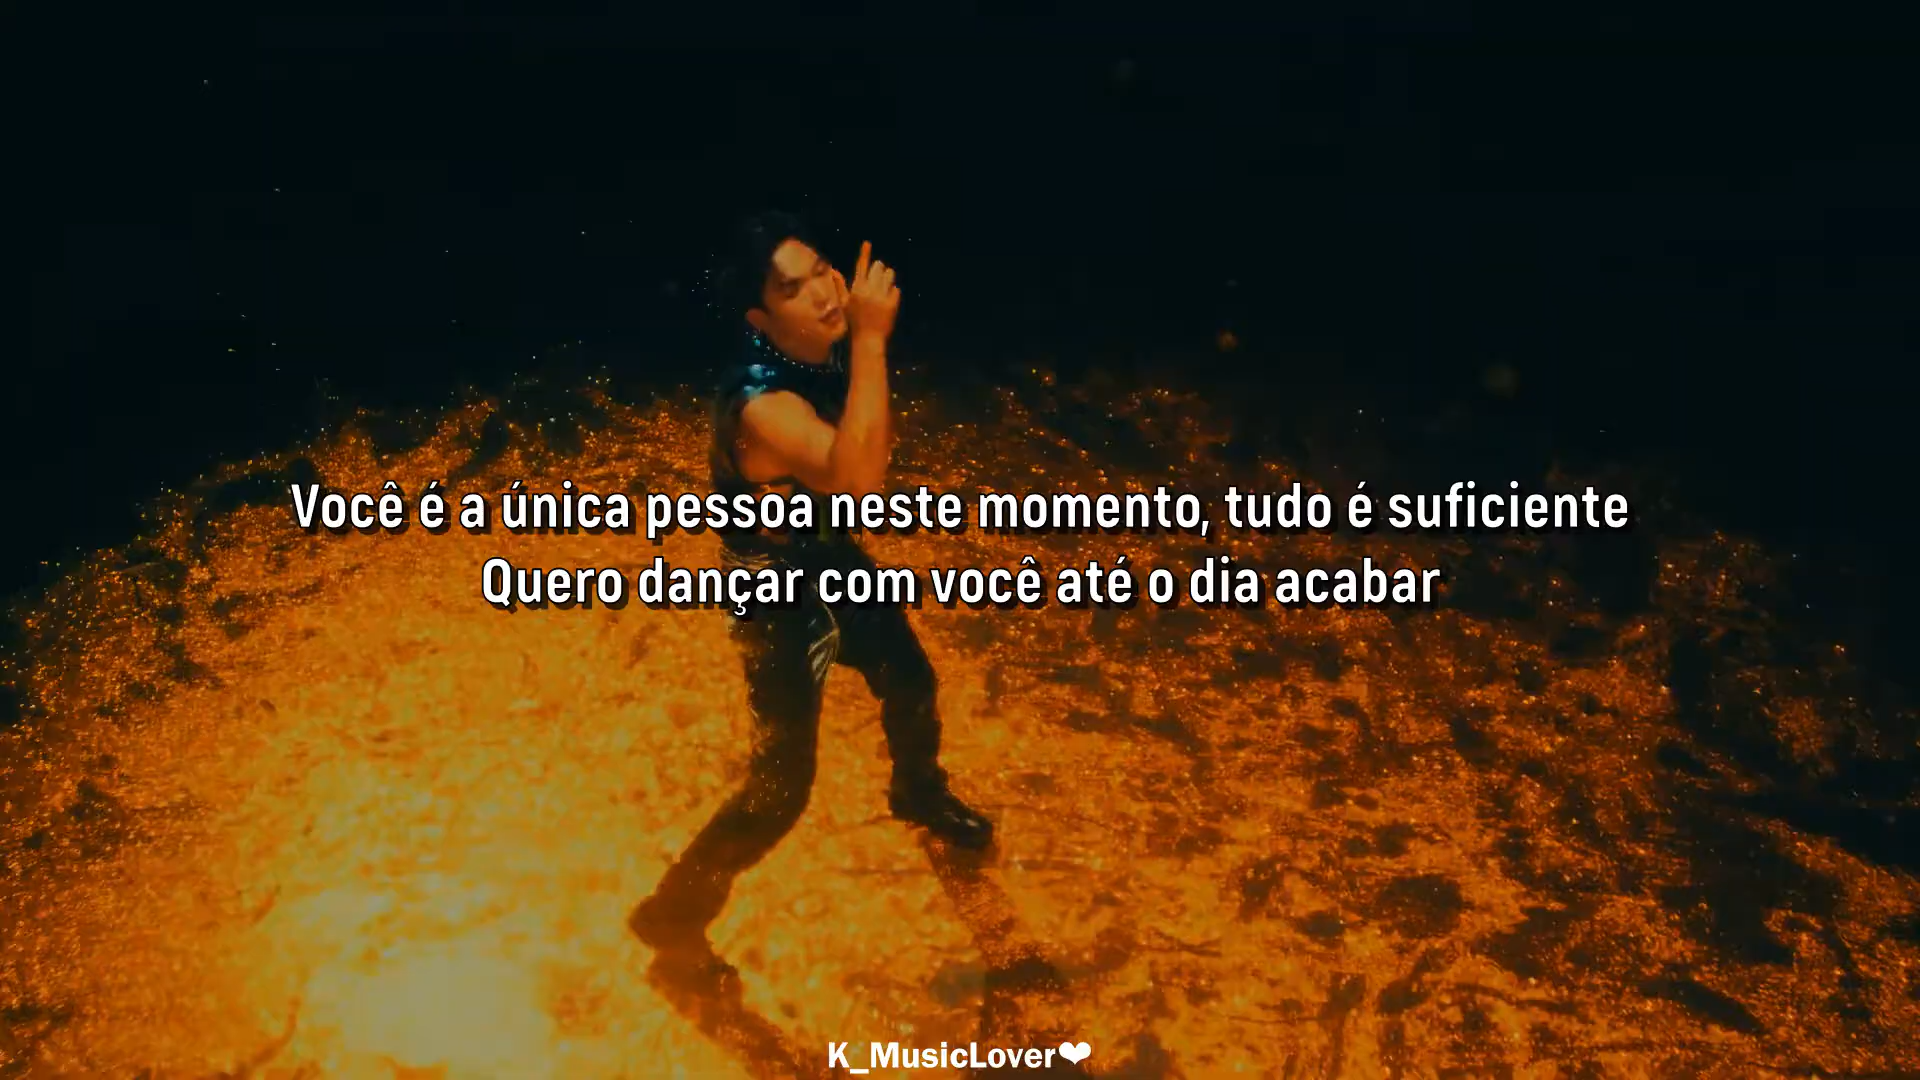 Você é a única pessoa neste momento, tudo é suficiente
Quero dançar com você até o dia acabar
K_MusicLover❤